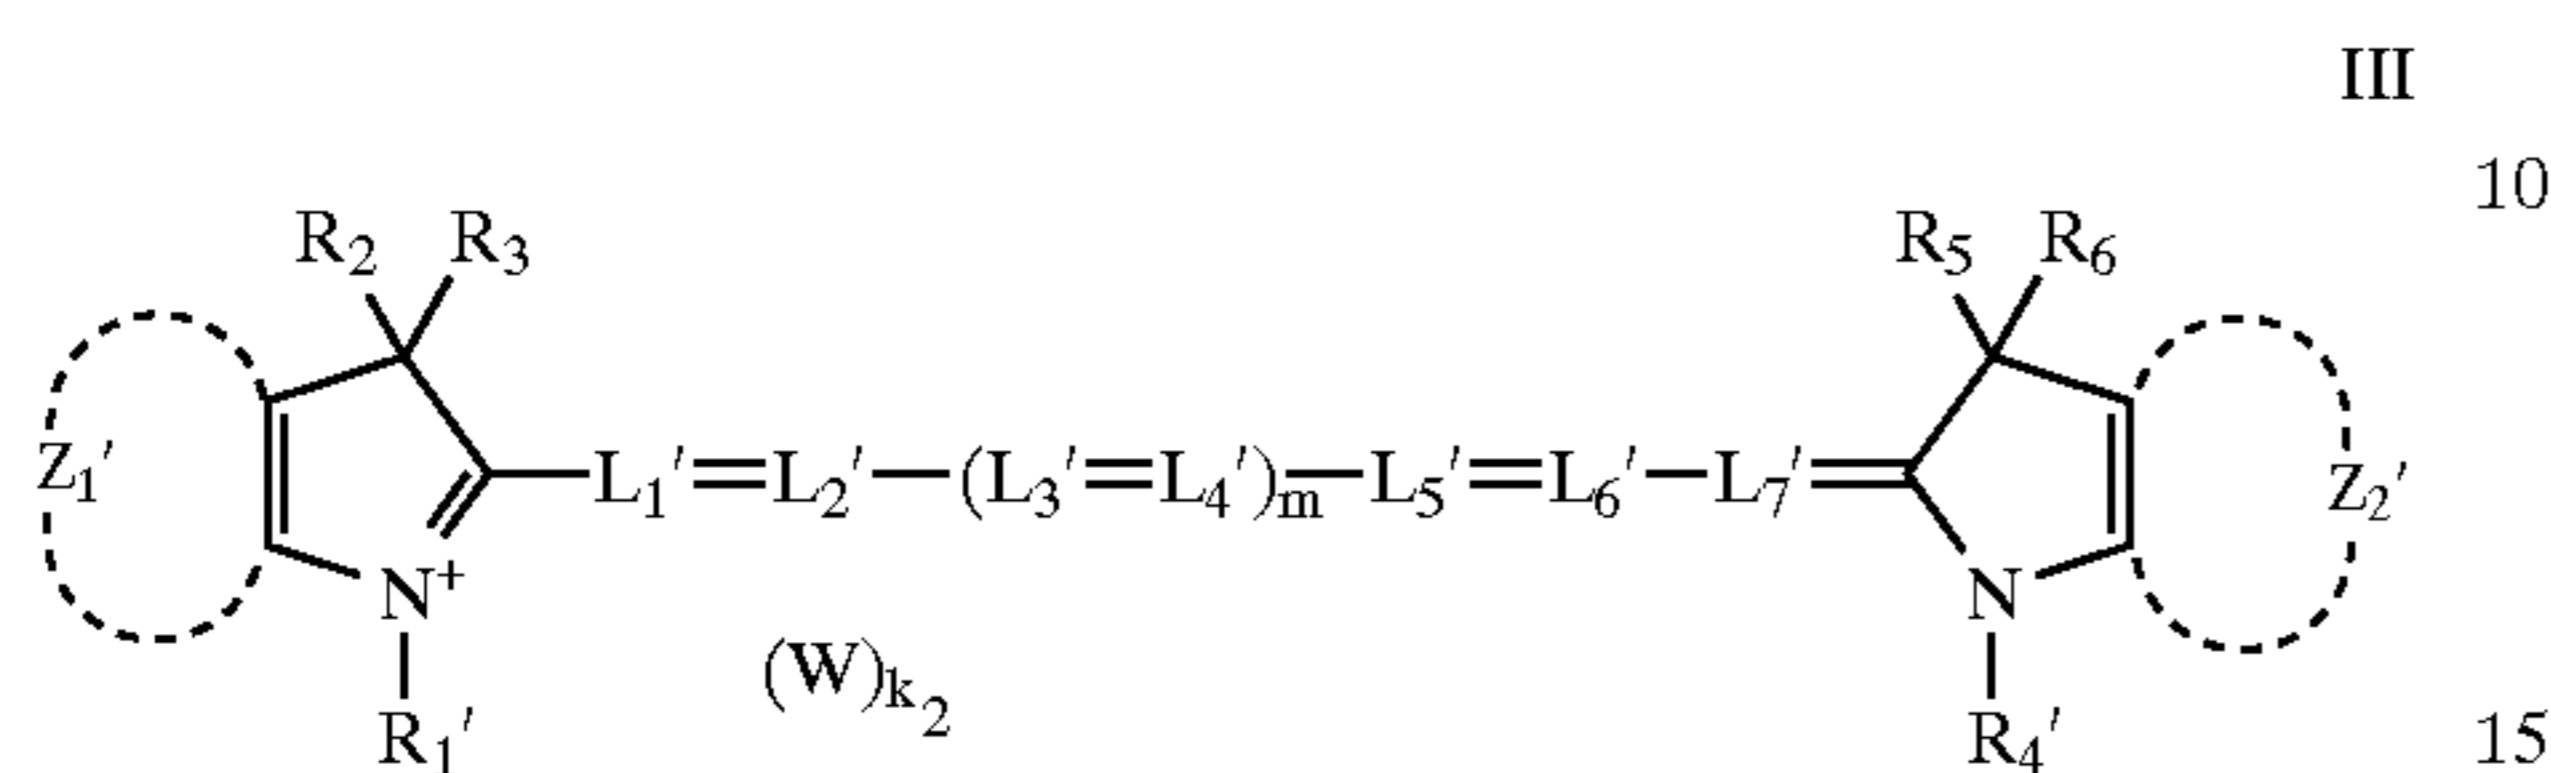 III
10
R2 R3 R5 R6
Z1′ L1′=L2′—(L3′=L4′)m—L5′=L6′—L7′= Z2′
N+ N
(W)k2
R1′ R4′ 15